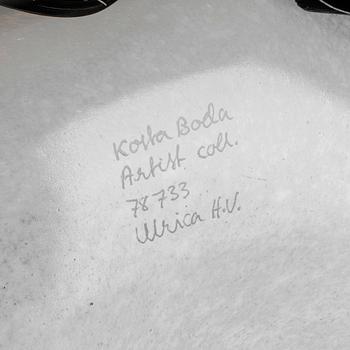 Kosta Boda
Artist coll.
78733
Ulrica H.V.